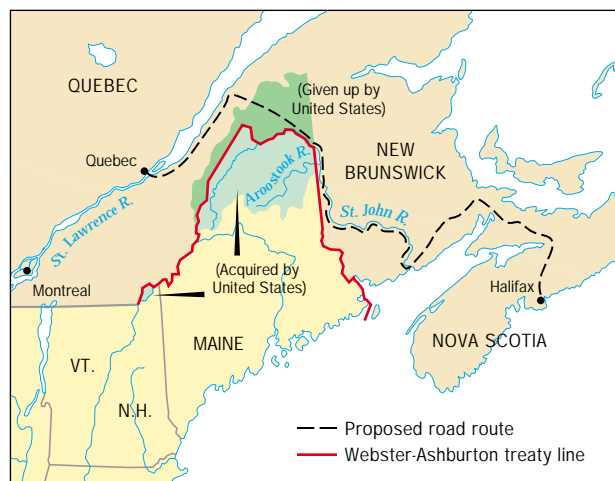 QUEBEC
(Given up by
United States)
NEW
BRUNSWICK
Quebec
Aroostook R.
St. John R.
St. Lawrence R.
(Acquired by
United States)
Montreal
Halifax
MAINE
NOVA SCOTIA
VT.
N.H.
Proposed road route
Webster-Ashburton treaty line